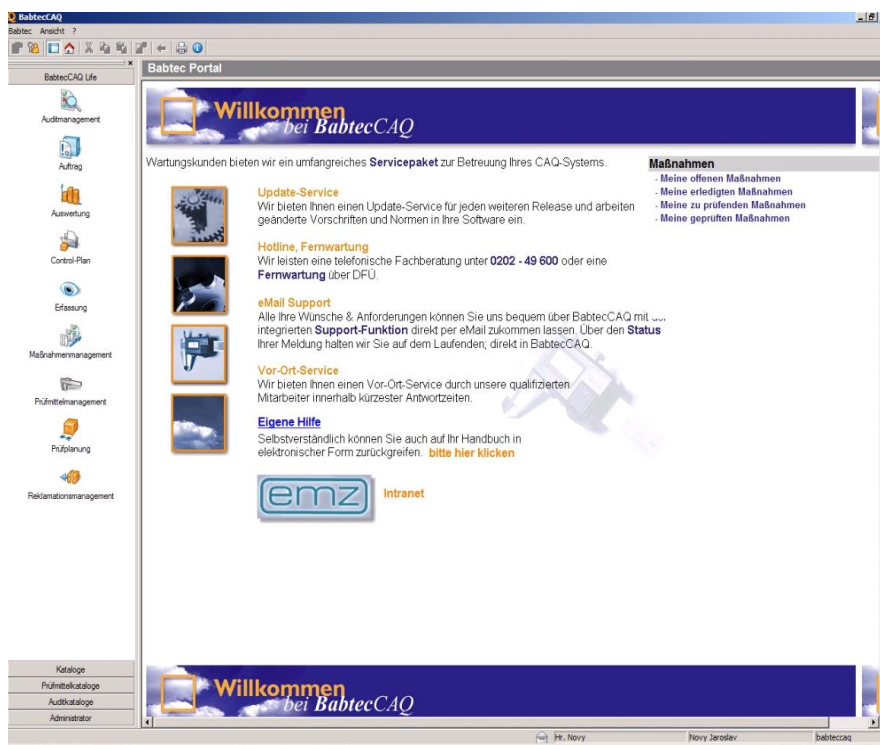 BabtecCAQ
Babtec Ansicht ?
BabtecCAQ Life
Auditmanagement
Auftrag
Auswertung
Control-Plan
Erfassung
Maßnahmenmanagement
Prüfmittelmanagement
Prüfplanung
Reklamationsmanagement
Kataloge
Prüfmittelkataloge
Auditkataloge
Administrator
Babtec Portal
Willkommen
bei BabtecCAQ
Wartungskunden bieten wir ein umfangreiches Servicepaket zur Betreuung Ihres CAQ-Systems.
Update-Service
Wir bieten Ihnen einen Update-Service für jeden weiteren Release und arbeiten
geänderte Vorschriften und Normen in Ihre Software ein.
Hotline, Fernwartung
Wir leisten eine telefonische Fachberatung unter 0202 - 49 600 oder eine
Fernwartung über DFÜ.
eMail Support
Alle Ihre Wünsche & Anforderungen können Sie uns bequem über BabtecCAQ mit
integrierten Support-Funktion direkt per eMail zukommen lassen. Über den Status
Ihrer Meldung halten wir Sie auf dem Laufenden; direkt in BabtecCAQ.
Vor-Ort-Service
Wir bieten Ihnen einen Vor-Ort-Service durch unsere qualifizierten
Mitarbeiter innerhalb kürzester Antwortzeiten.
Eigene Hilfe
Selbstverständlich können Sie auch auf Ihr Handbuch in
elektronischer Form zurückgreifen. bitte hier klicken
emz Intranet
Maßnahmen
- Meine offenen Maßnahmen
- Meine erledigten Maßnahmen
- Meine zu prüfenden Maßnahmen
- Meine geprüften Maßnahmen
Willkommen
bei BabtecCAQ
Hr. Novy Novy Jaroslav babteccaq